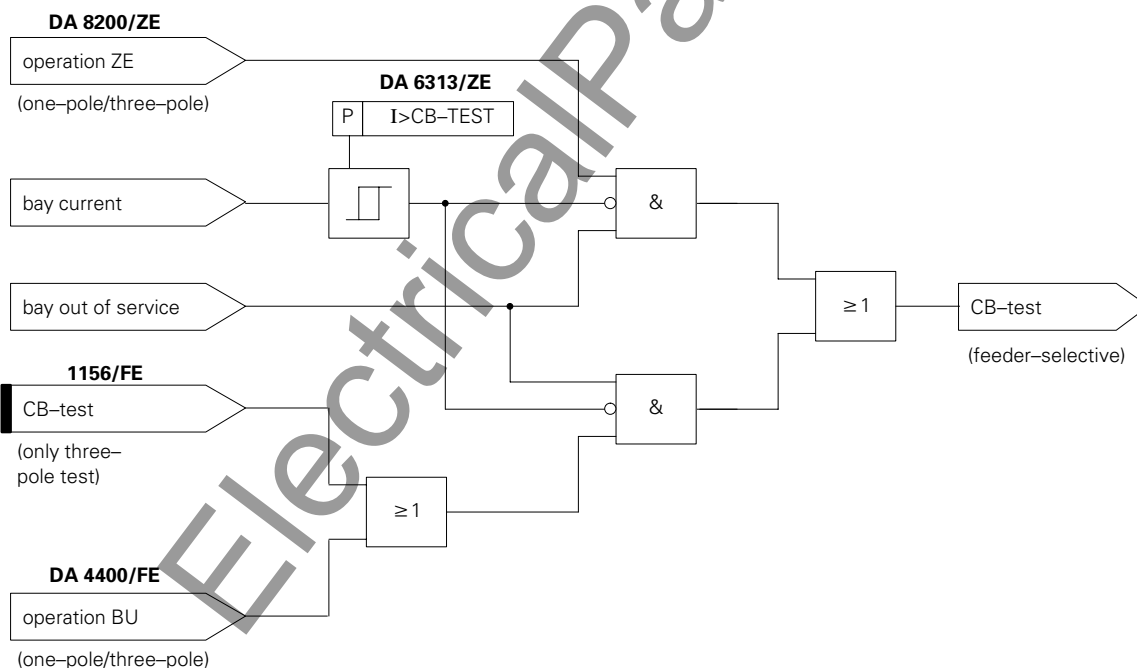 DA 8200/ZE
operation ZE
(one–pole/three–pole)
DA 6313/ZE
P
I>CB–TEST
bay current
&
bay out of service
≥1
CB–test
(feeder–selective)
1156/FE
CB–test
(only three–
pole test)
&
≥1
DA 4400/FE
operation BU
(one–pole/three–pole)
ElectricalPa